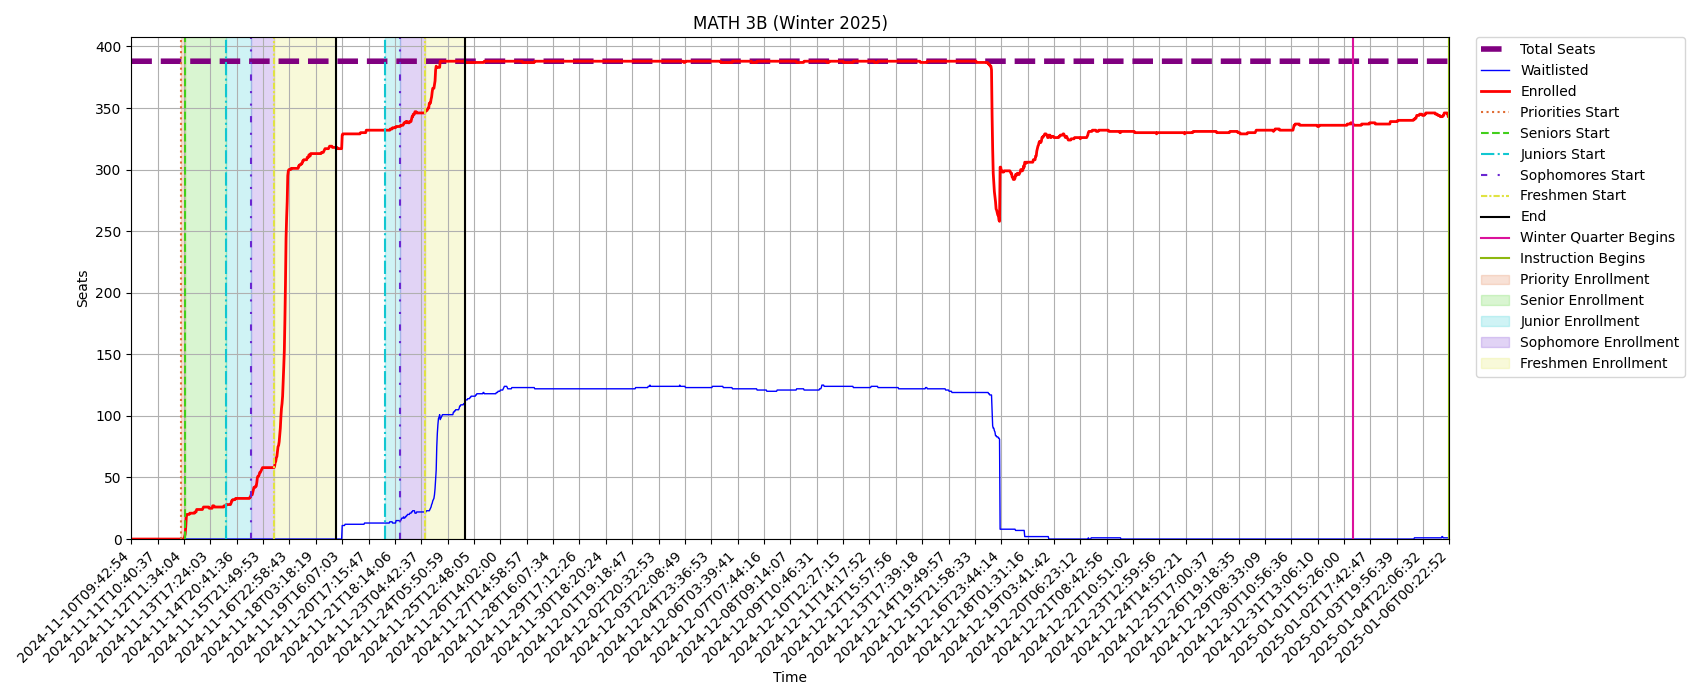 MATH 3B (Winter 2025)
Seats
400
350
300
250
200
150
100
50
0
2024-11-10T09:42:54
2024-11-11T10:40:37
2024-11-12T11:34:04
2024-11-13T17:24:03
2024-11-14T20:41:36
2024-11-15T21:49:53
2024-11-16T22:58:43
2024-11-18T03:18:19
2024-11-19T16:07:03
2024-11-20T17:15:47
2024-11-21T18:14:06
2024-11-23T04:42:37
2024-11-24T05:50:59
2024-11-25T12:48:05
2024-11-26T14:02:00
2024-11-27T14:58:57
2024-11-28T16:07:34
2024-11-29T17:12:26
2024-11-30T18:20:24
2024-12-01T19:18:47
2024-12-02T20:32:53
2024-12-03T22:08:49
2024-12-04T23:36:53
2024-12-06T03:39:41
2024-12-07T07:44:16
2024-12-08T09:14:07
2024-12-09T10:46:31
2024-12-10T12:27:15
2024-12-11T14:17:52
2024-12-12T15:57:56
2024-12-13T17:39:18
2024-12-14T19:49:57
2024-12-15T21:58:33
2024-12-16T23:44:14
2024-12-18T01:31:16
2024-12-19T03:41:42
2024-12-20T06:23:12
2024-12-21T08:42:56
2024-12-22T10:51:02
2024-12-23T12:59:56
2024-12-24T14:52:21
2024-12-25T17:00:37
2024-12-26T19:18:35
2024-12-29T08:33:09
2024-12-30T10:56:36
2024-12-31T13:06:10
2025-01-01T15:26:00
2025-01-02T17:42:47
2025-01-03T19:56:39
2025-01-04T22:06:32
2025-01-06T00:22:52
Time
Total Seats
Waitlisted
Enrolled
Priorities Start
Seniors Start
Juniors Start
Sophomores Start
Freshmen Start
End
Winter Quarter Begins
Instruction Begins
Priority Enrollment
Senior Enrollment
Junior Enrollment
Sophomore Enrollment
Freshmen Enrollment